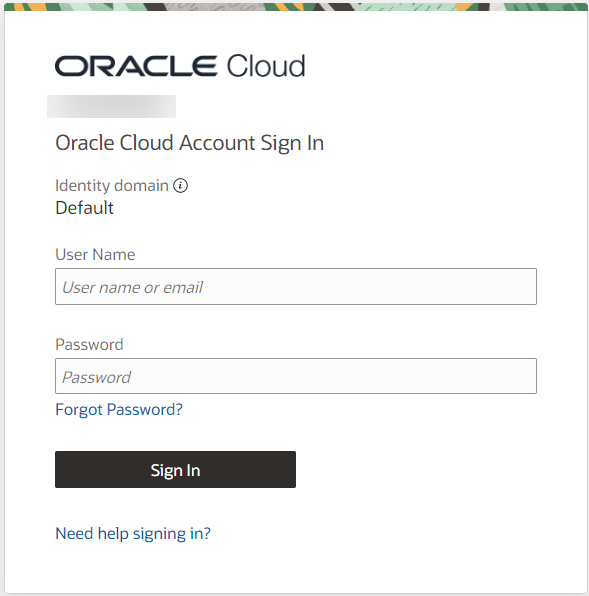 ORACLE Cloud
Oracle Cloud Account Sign In
Identity domain
Default
User Name
User name or email
Password
Password
Forgot Password?
Sign In
Need help signing in?